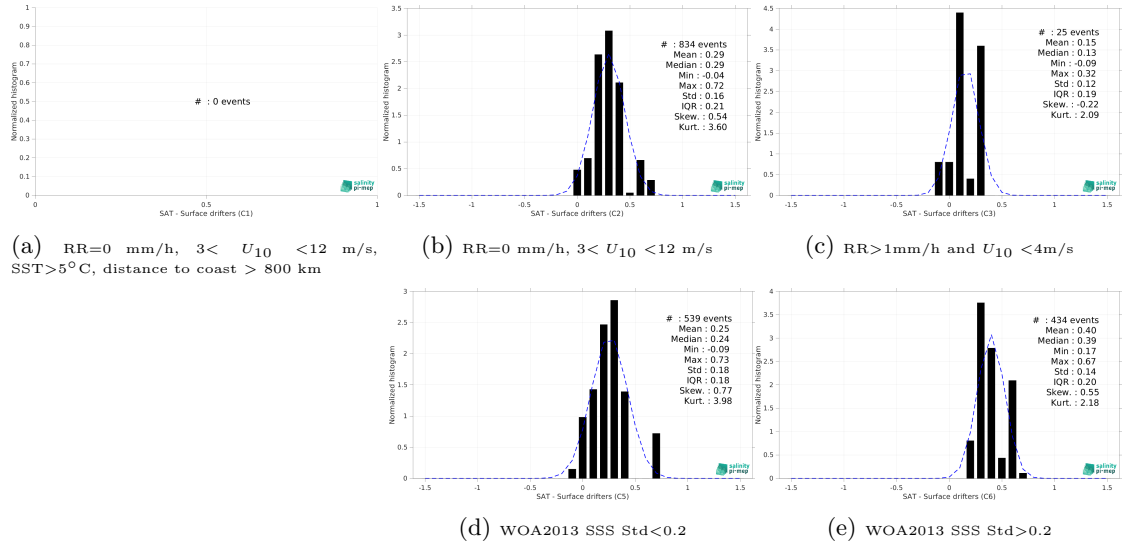 Normalized histogram
1
0.9
0.8
0.7
0.6
0.5
0.4
0.3
0.2
0.1
0
# : 0 events
0
0.5
1
SAT - Surface drifters (C1)
salinity
pi-mep
(a) RR=0 mm/h, 3< U10 <12 m/s,
SST>5°C, distance to coast > 800 km
Normalized histogram
3.5
3
2.5
2
1.5
1
0.5
0
# : 834 events
Mean : 0.29
Median : 0.29
Min : -0.04
Max : 0.72
Std : 0.16
IQR : 0.21
Skew. : 0.54
Kurt. : 3.60
-1.5
-1
-0.5
0
0.5
1
1.5
SAT - Surface drifters (C2)
salinity
pi-mep
(b) RR=0 mm/h, 3< U10 <12 m/s
Normalized histogram
4.5
4
3.5
3
2.5
2
1.5
1
0.5
0
# : 25 events
Mean : 0.15
Median : 0.13
Min : -0.09
Max : 0.32
Std : 0.12
IQR : 0.19
Skew. : -0.22
Kurt. : 2.09
-1.5
-1
-0.5
0
0.5
1
1.5
SAT - Surface drifters (C3)
salinity
pi-mep
(c) RR>1mm/h and U10 <4m/s
Normalized histogram
3
2.5
2
1.5
1
0.5
0
# : 539 events
Mean : 0.25
Median : 0.24
Min : -0.09
Max : 0.73
Std : 0.18
IQR : 0.18
Skew. : 0.77
Kurt. : 3.98
-1.5
-1
-0.5
0
0.5
1
1.5
SAT - Surface drifters (C5)
salinity
pi-mep
(d) WOA2013 SSS Std<0.2
Normalized histogram
4
3.5
3
2.5
2
1.5
1
0.5
0
# : 434 events
Mean : 0.40
Median : 0.39
Min : 0.17
Max : 0.67
Std : 0.14
IQR : 0.20
Skew. : 0.55
Kurt. : 2.18
-1.5
-1
-0.5
0
0.5
1
1.5
SAT - Surface drifters (C6)
salinity
pi-mep
(e) WOA2013 SSS Std>0.2